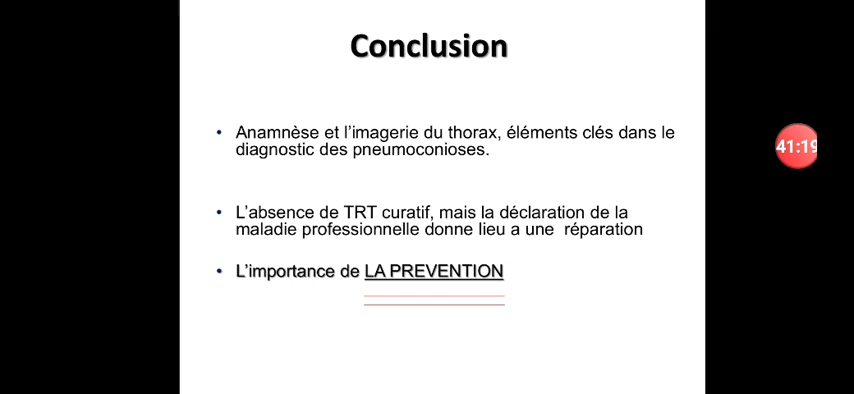 Conclusion
• Anamnèse et l'imagerie du thorax, éléments clés dans le
diagnostic des pneumoconioses.
• L'absence de TRT curatif, mais la déclaration de la
maladie professionnelle donne lieu a une réparation
• L'importance de LA PREVENTION
41:19